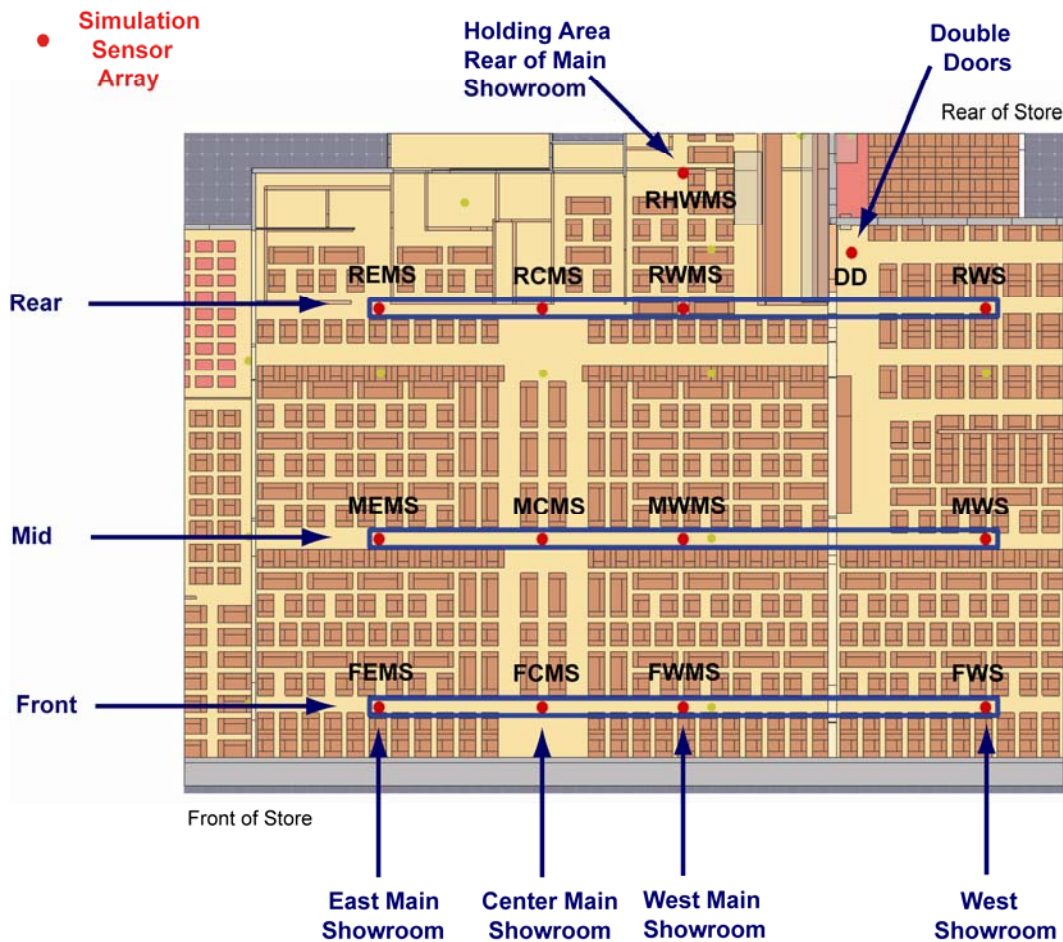 Simulation
Sensor
Array
Holding Area
Rear of Main
Showroom
Double
Doors
Rear of Store
RHWMS
REMS
RCMS
RWMS
DD
RWS
Rear
MEMS
MCMS
MWMS
MWS
Mid
FEMS
FCMS
FWMS
FWS
Front
Front of Store
East Main
Showroom
Center Main
Showroom
West Main
Showroom
West
Showroom